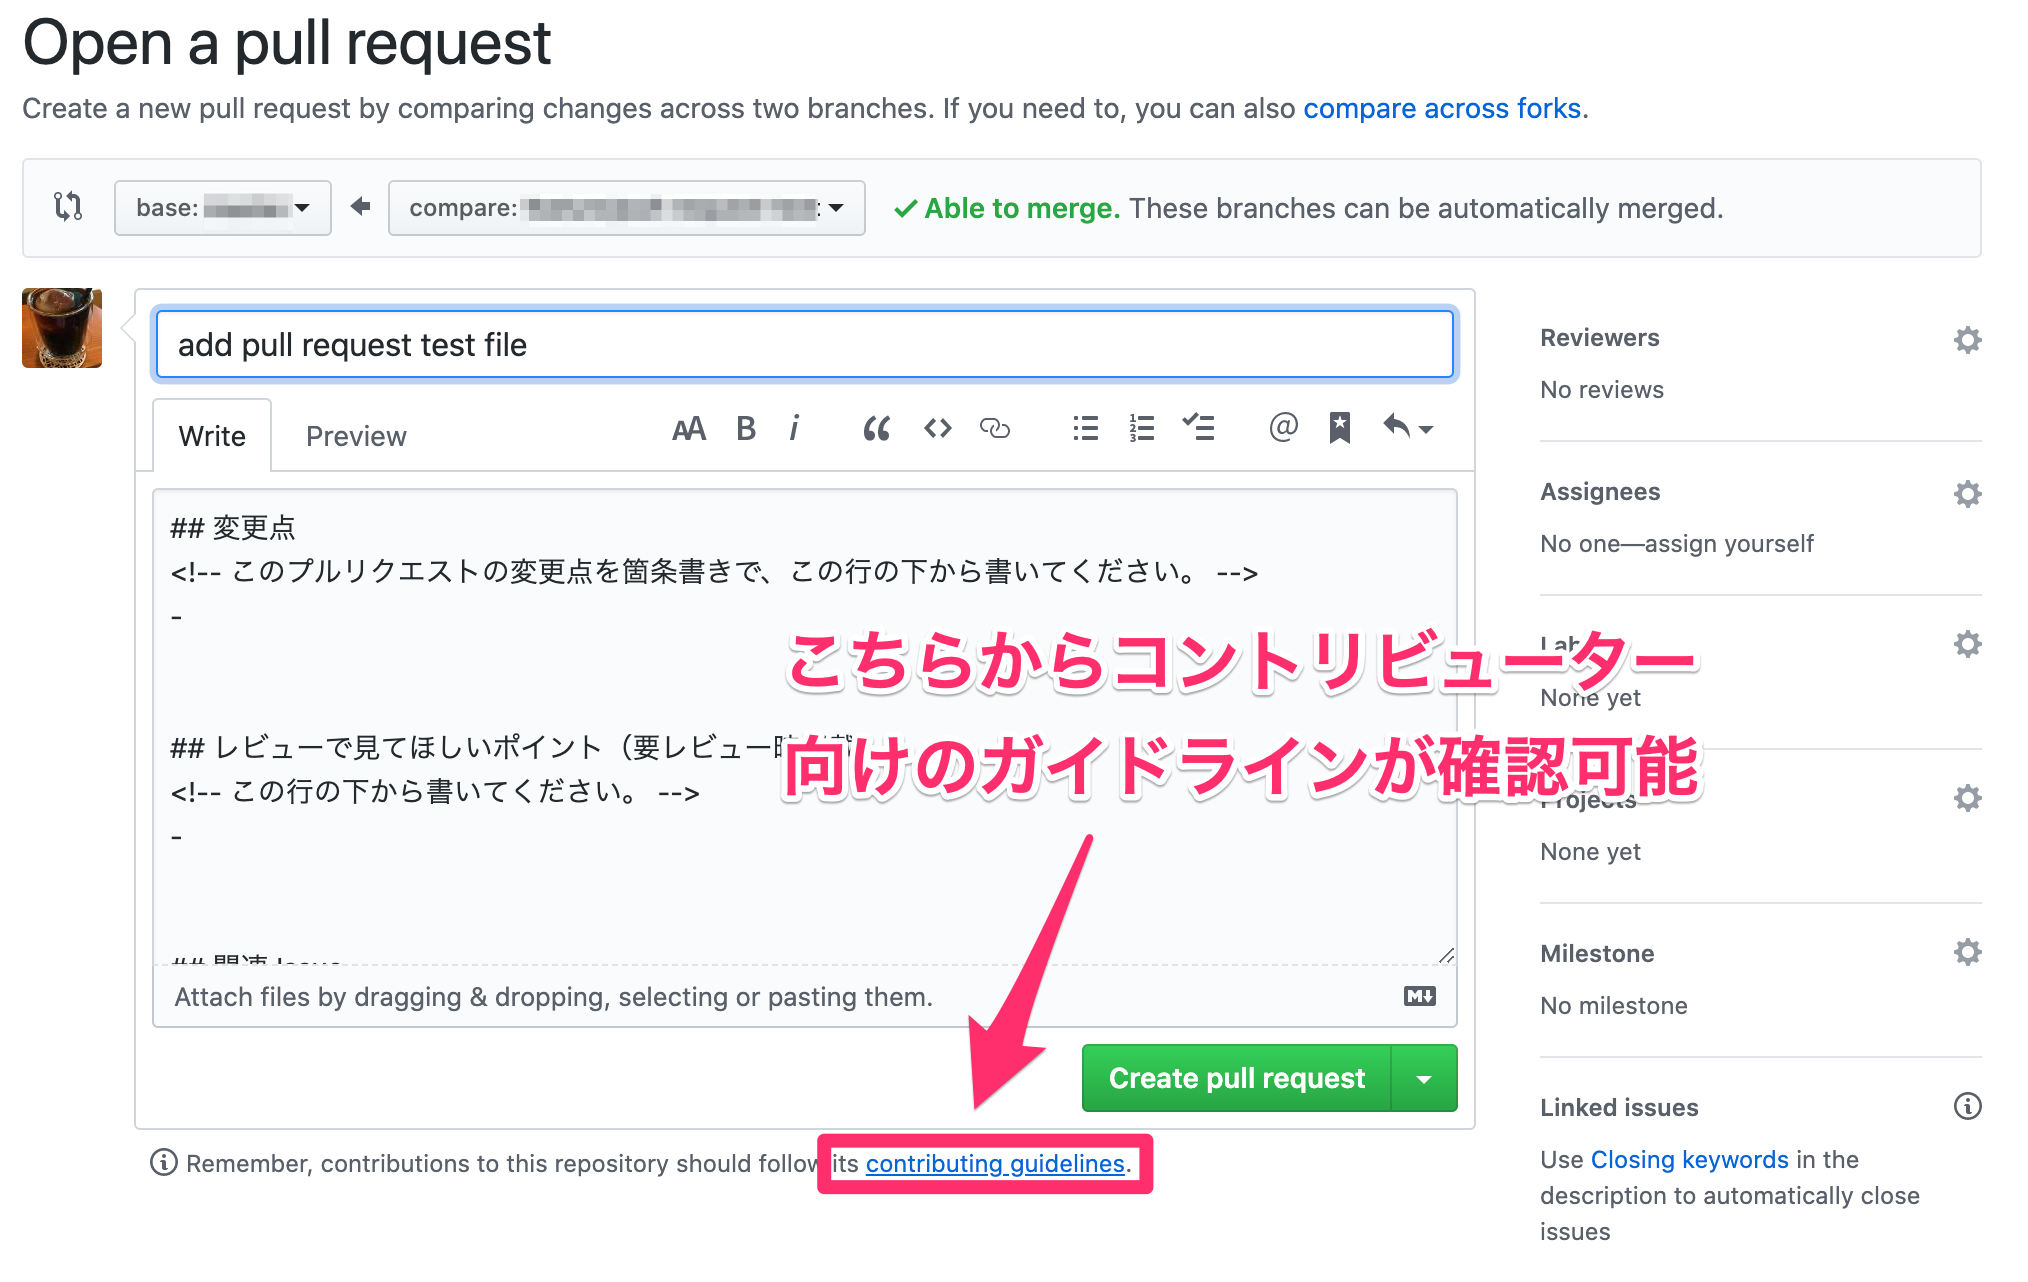 Open a pull request
Create a new pull request by comparing changes across two branches. If you need to, you can also compare across forks.
base:
compare:
Able to merge. These branches can be automatically merged.
add pull request test file
Write
Preview
AA B i
@
## 変更点
<!-- このプルリクエストの変更点を箇条書きで、この行の下から書いてください。 -->
-
## レビューで見てほしいポイント（要レビュー
<!-- この行の下から書いてください。 -->
-
## 関連 Issue
Attach files by dragging & dropping, selecting or pasting them.
M
Create pull request
Remember, contributions to this repository should follow its contributing guidelines.
こちらからコントリビューター
向けのガイドラインが確認可能
Reviewers
No reviews
Assignees
No one—assign yourself
None yet
Projects
None yet
Milestone
No milestone
Linked issues
Use Closing keywords in the
description to automatically close
issues